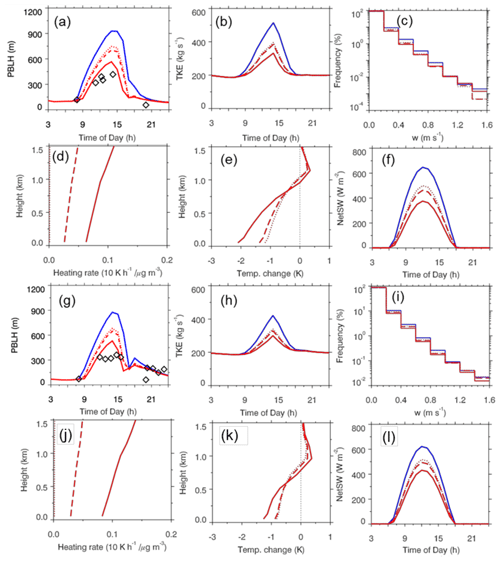 (a)
PBLH (m)
1200
900
600
300
0
3 9 15 21
Time of Day (h)
(b)
TKE (kg s⁻¹)
600
400
200
0
3 9 15 21
Time of Day (h)
(c)
Frequency (%)
10²
10⁰
10⁻²
10⁻⁴
0.0 0.4 0.8 1.2 1.6
w (m s⁻¹)
(d)
Height (km)
1.5
1.0
0.5
0.0
0.0 0.1 0.2
Heating rate (10 K h⁻¹/μg m⁻³)
(e)
Height (km)
1.5
1.0
0.5
0.0
-4 -3 -2 -1 0 1
Temp. change (K)
(f)
NetSW (W m⁻²)
800
600
400
200
0
3 9 15 21
Time of Day (h)
(g)
PBLH (m)
1200
900
600
300
0
3 9 15 21
Time of Day (h)
(h)
TKE (kg s⁻¹)
600
400
200
0
3 9 15 21
Time of Day (h)
(i)
Frequency (%)
10²
10¹
10⁰
10⁻¹
10⁻²
0.0 0.4 0.8 1.2 1.6
w (m s⁻¹)
(j)
Height (km)
1.5
1.0
0.5
0.0
0.0 0.1 0.2
Heating rate (10 K h⁻¹/μg m⁻³)
(k)
Height (km)
1.5
1.0
0.5
0.0
-4 -3 -2 -1 0 1
Temp. change (K)
(l)
NetSW (W m⁻²)
800
600
400
200
0
3 9 15 21
Time of Day (h)